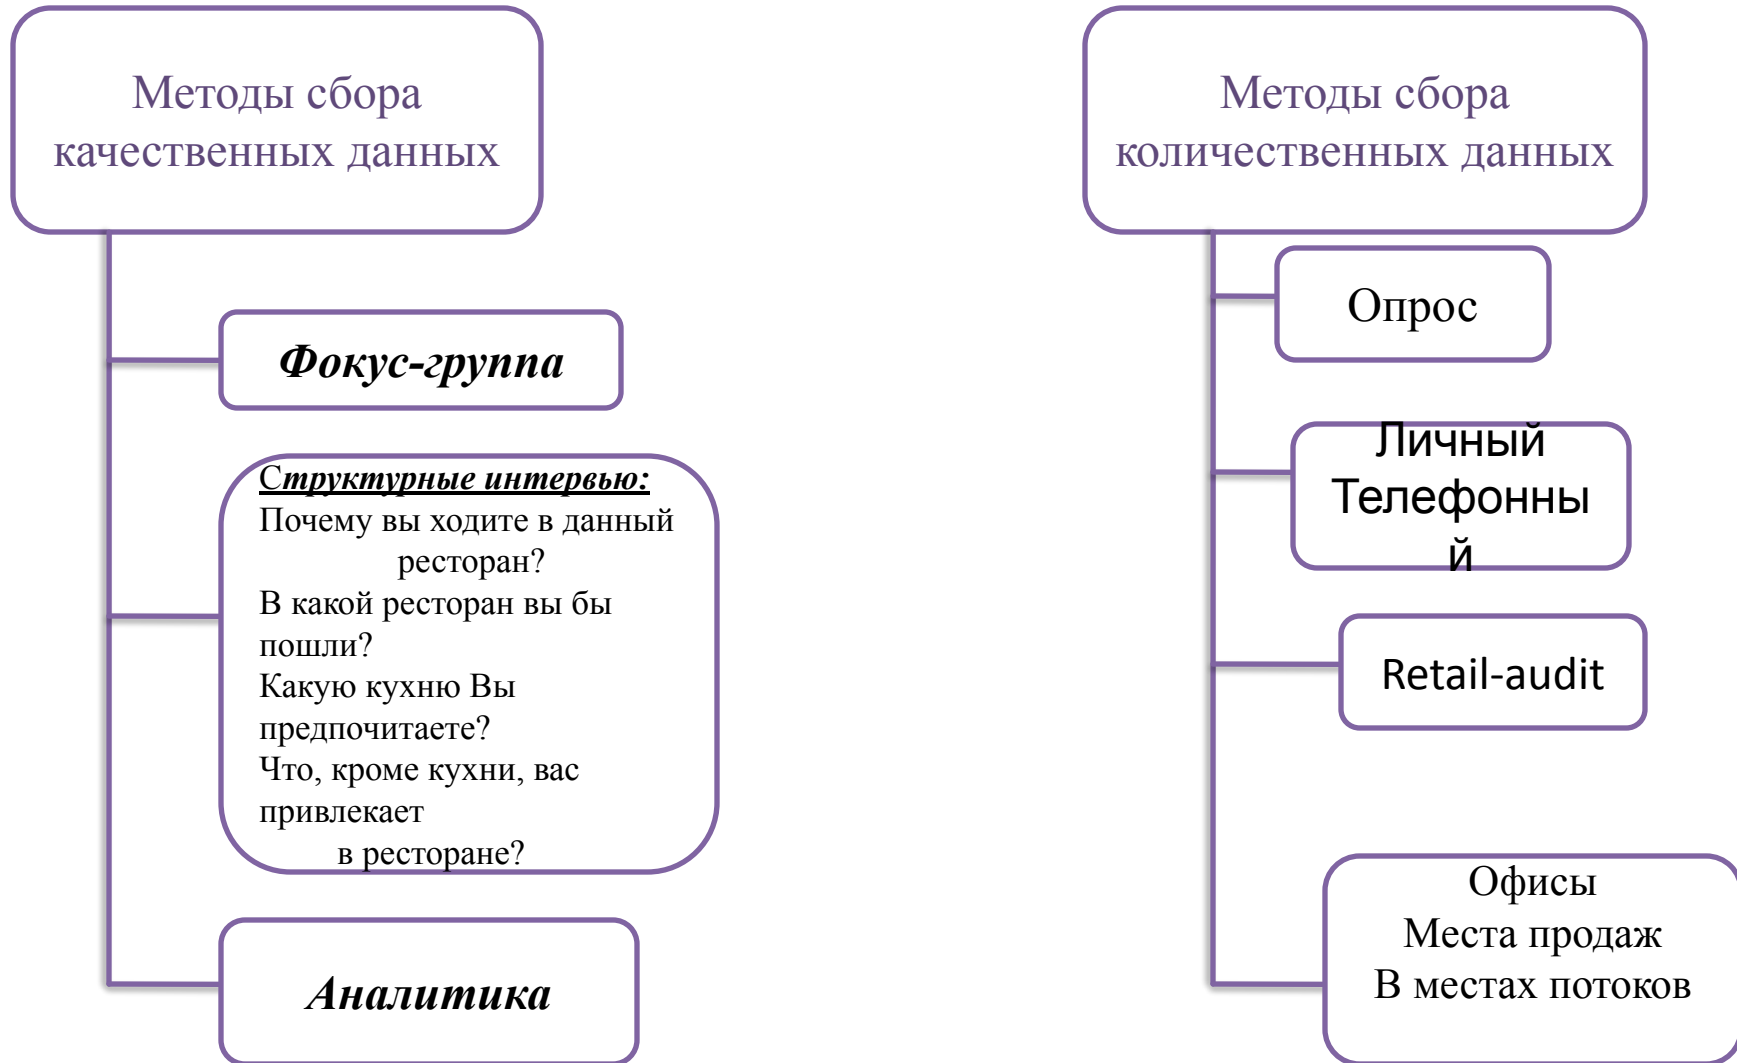 Методы сбора
качественных данных
Фокус-группа
Структурные интервью:
Почему вы ходите в данный
ресторан?
В какой ресторан вы бы
пошли?
Какую кухню Вы
предпочитаете?
Что, кроме кухни, вас
привлекает
в ресторане?
Аналитика
Методы сбора
количественных данных
Опрос
Личный
Телефонны
й
Retail-audit
Офисы
Места продаж
В местах потоков